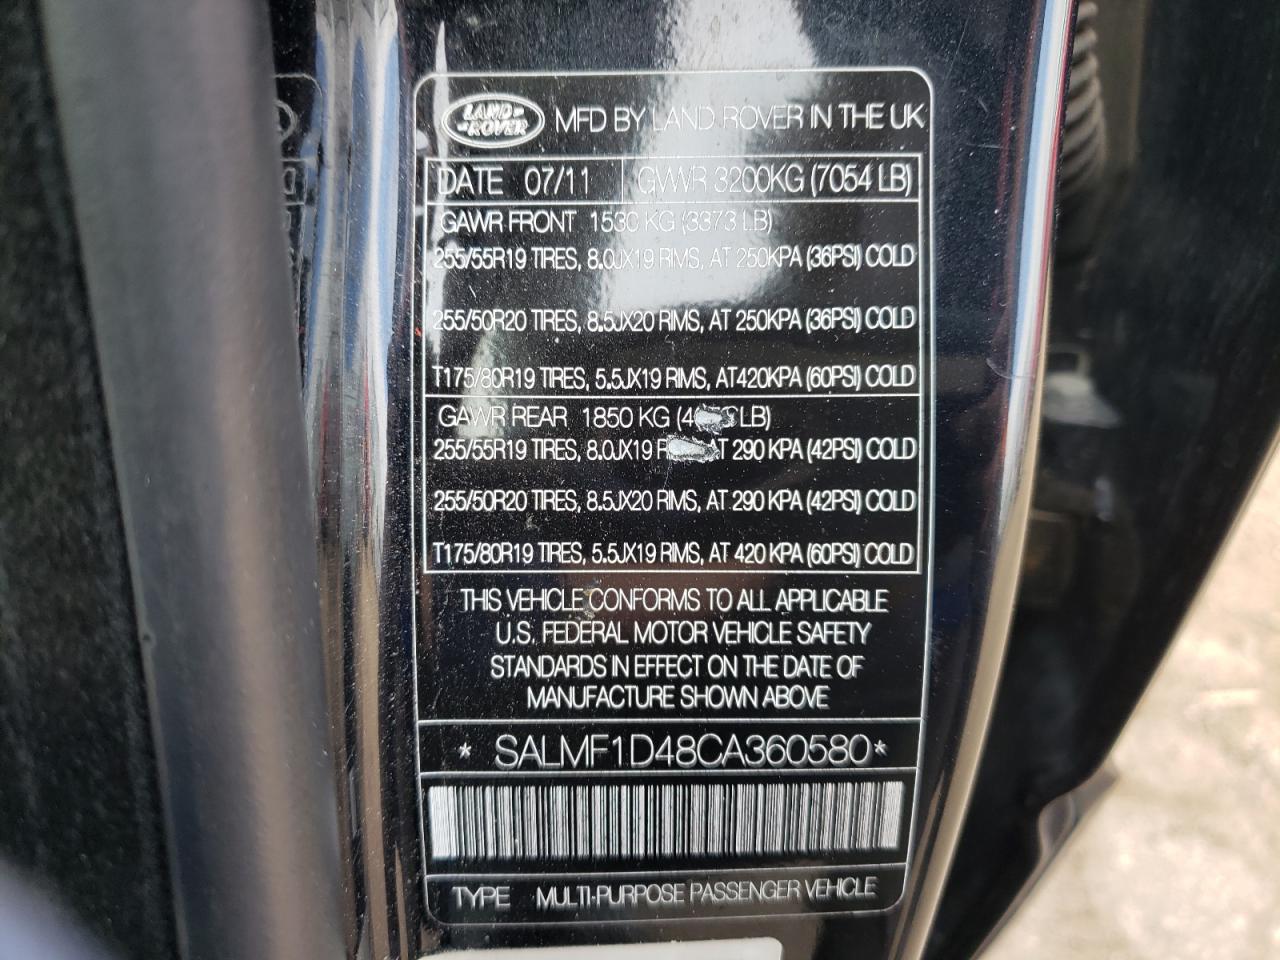 LAND-
-ROVER
MFD BY LAND ROVER IN THE UK
DATE 07/11 GVWR 3200KG (7054 LB)
GAWR FRONT 1530 KG (3373 LB)
255/55R19 TIRES, 8.0JX19 RIMS, AT 250KPA (36PSI) COLD
255/50R20 TIRES, 8.5JX20 RIMS, AT 250KPA (36PSI) COLD
T175/80R19 TIRES, 5.5JX19 RIMS, AT420KPA (60PSI) COLD
GAWR REAR 1850 KG LB)
255/55R19 TIRES, 8.0JX19 290 KPA (42PSI) COLD
255/50R20 TIRES, 8.5JX20 RIMS, AT 290 KPA (42PSI) COLD
T175/80R19 TIRES, 5.5JX19 RIMS, AT 420 KPA (60PSI) COLD
THIS VEHICLE CONFORMS TO ALL APPLICABLE
U.S. FEDERAL MOTOR VEHICLE SAFETY
STANDARDS IN EFFECT ON THE DATE OF
MANUFACTURE SHOWN ABOVE
* SALMF1D48CA360580*
TYPE MULTI-PURPOSE PASSENGER VEHICLE